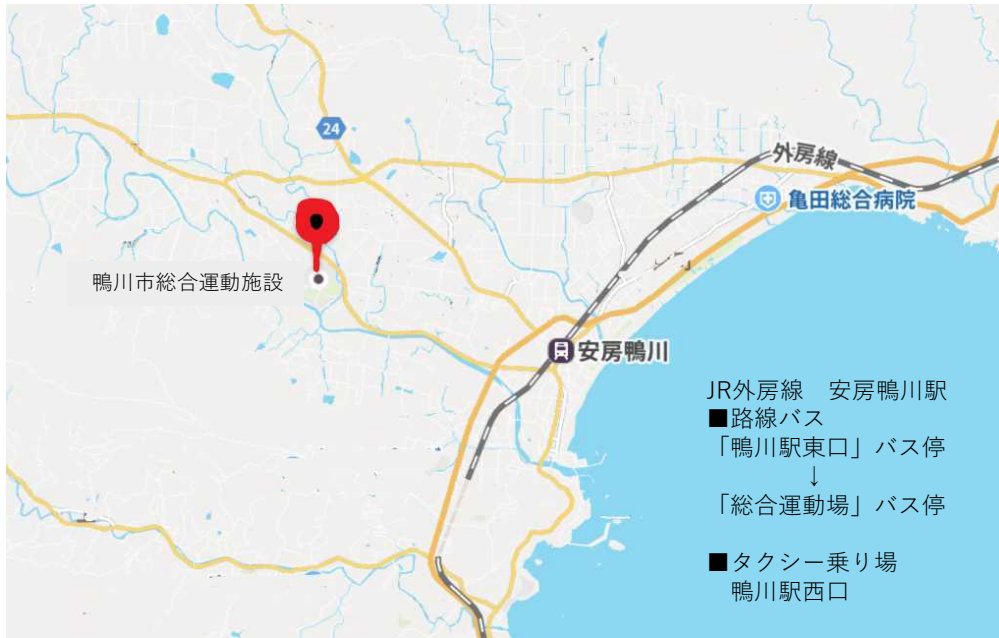 24
外房線
亀田総合病院
鴨川市総合運動施設
安房鴨川
JR外房線　安房鴨川駅
■路線バス
「鴨川駅東口」バス停
↓
「総合運動場」バス停
■タクシー乗り場
鴨川駅西口